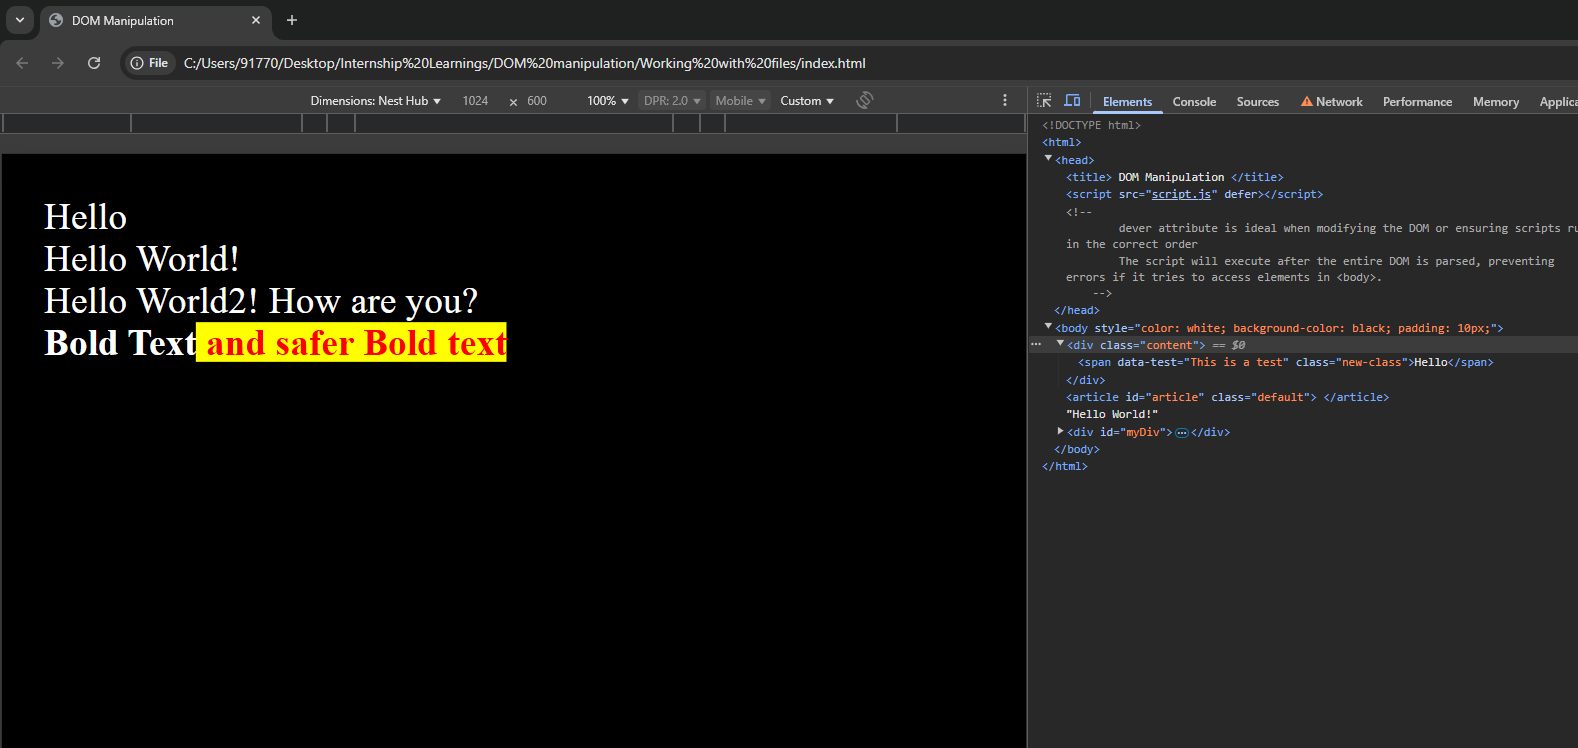 DOM Manipulation
File C:/Users/91770/Desktop/Internship%20Learnings/DOM%20manipulation/Working%20with%20files/index.html
Dimensions: Nest Hub 1024 × 600 100% DPR: 2.0 Mobile Custom
Elements Console Sources Network Performance Memory Applica
Hello
Hello World!
Hello World2! How are you?
Bold Text and safer Bold text
<!DOCTYPE html>
<html>
<head>
<title> DOM Manipulation </title>
<script src="script.js" defer></script>
<!--
dever attribute is ideal when modifying the DOM or ensuring scripts ru
in the correct order
The script will execute after the entire DOM is parsed, preventing
errors if it tries to access elements in <body>.
-->
</head>
<body style="color: white; background-color: black; padding: 10px;">
<div class="content"> == $0
<span data-test="This is a test" class="new-class">Hello</span>
</div>
<article id="article" class="default"> </article>
"Hello World!"
<div id="myDiv">⋯</div>
</body>
</html>